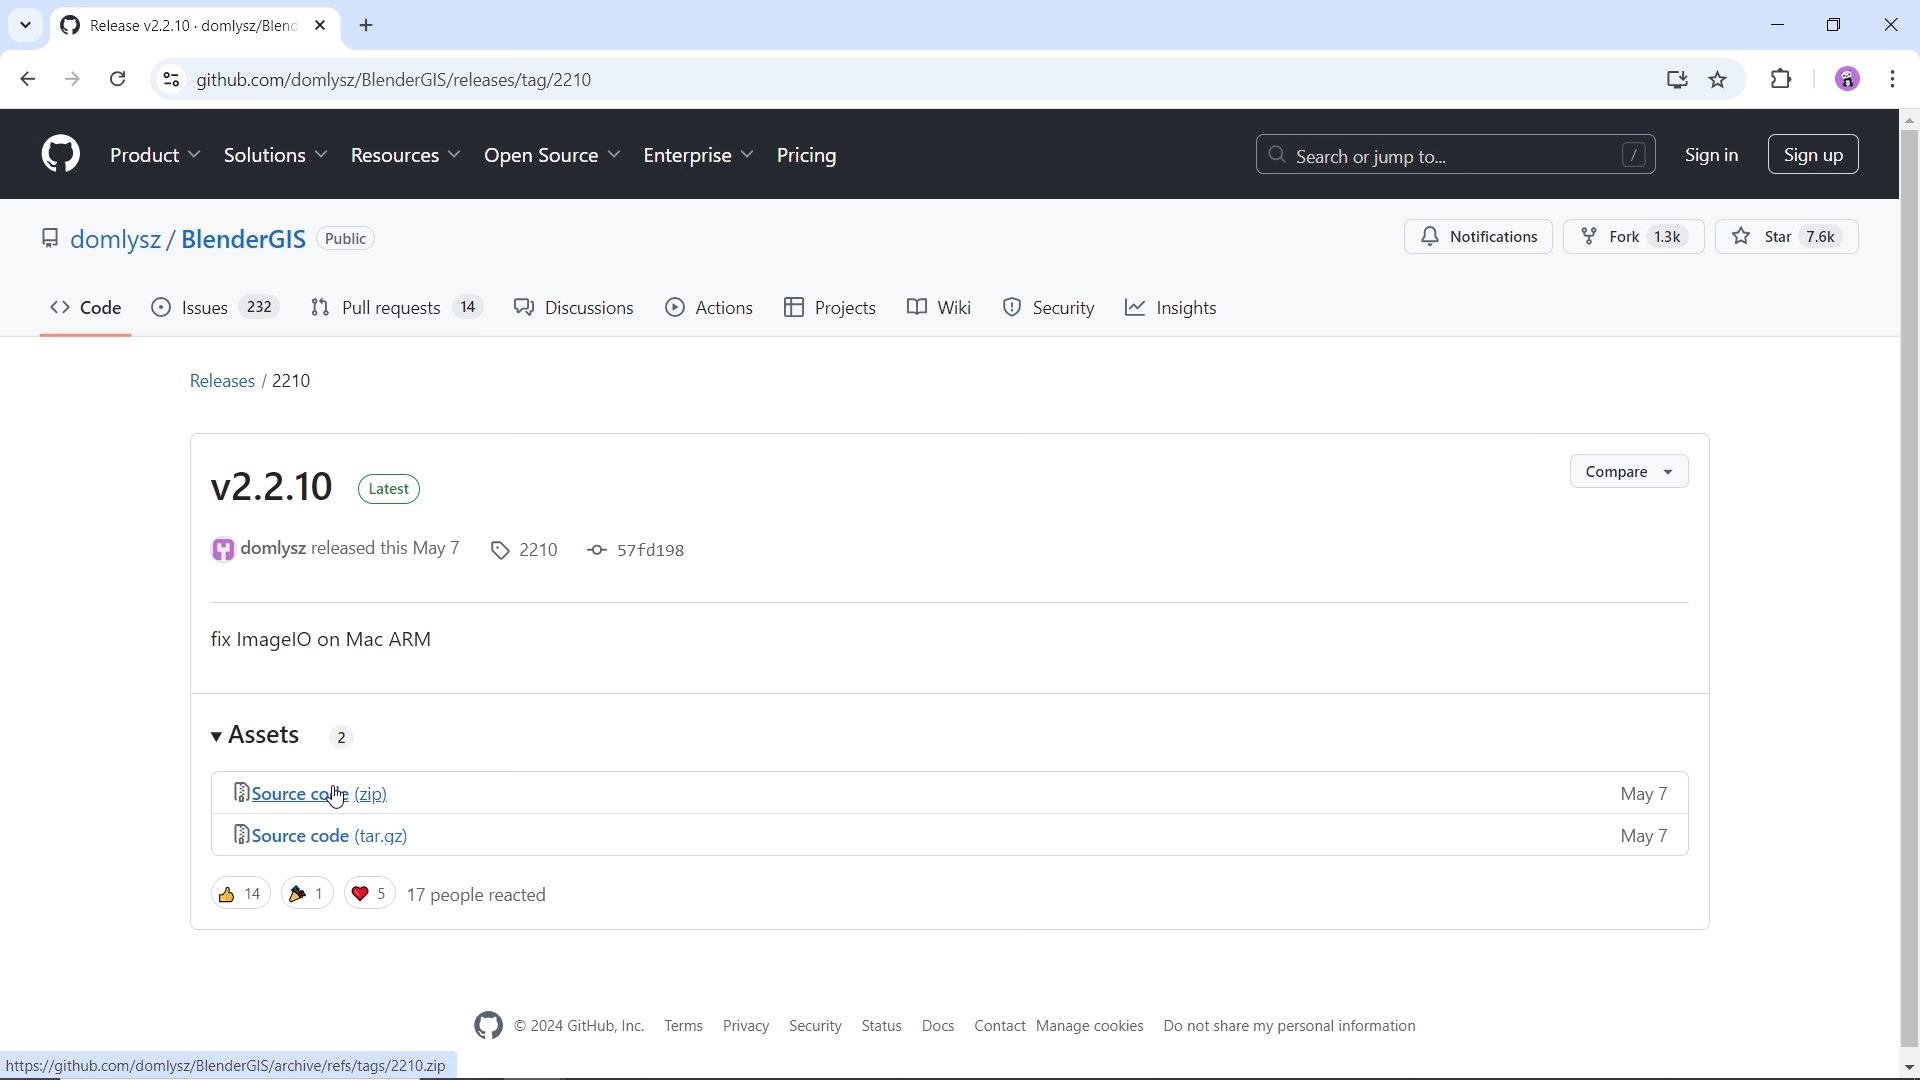 Release v2.2.10 · domlysz/Blend
github.com/domlysz/BlenderGIS/releases/tag/2210
Product Solutions Resources Open Source Enterprise Pricing Search or jump to... / Sign in Sign up
domlysz / BlenderGIS Public Notifications Fork 1.3k Star 7.6k
Code Issues 232 Pull requests 14 Discussions Actions Projects Wiki Security Insights
Releases / 2210
v2.2.10 Latest Compare
domlysz released this May 7 2210 57fd198
fix ImageIO on Mac ARM
Assets 2
Source code (zip) May 7
Source code (tar.gz) May 7
14 1 5 17 people reacted
© 2024 GitHub, Inc. Terms Privacy Security Status Docs Contact Manage cookies Do not share my personal information
https://github.com/domlysz/BlenderGIS/archive/refs/tags/2210.zip